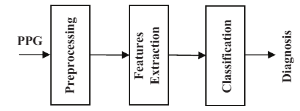 PPG
Preprocessing
Features
Extraction
Classification
Diagnosis